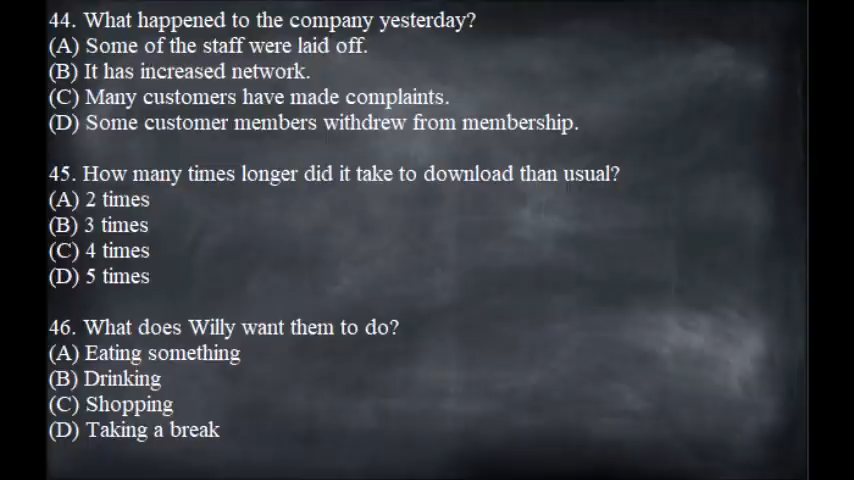 44. What happened to the company yesterday?
(A) Some of the staff were laid off.
(B) It has increased network.
(C) Many customers have made complaints.
(D) Some customer members withdrew from membership.
45. How many times longer did it take to download than usual?
(A) 2 times
(B) 3 times
(C) 4 times
(D) 5 times
46. What does Willy want them to do?
(A) Eating something
(B) Drinking
(C) Shopping
(D) Taking a break